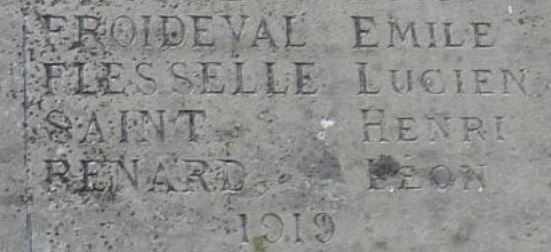 FROIDEVAL EMILE
FLESSELLE LUCIEN
SAINT HENRI
RENARD LEON
1919